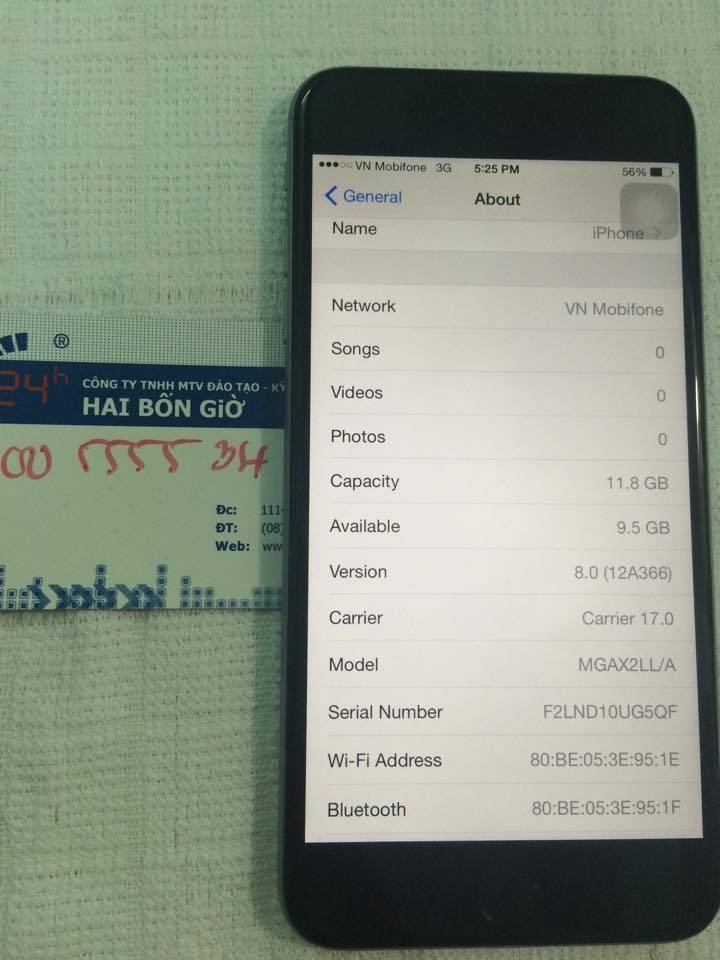 VN Mobifone 3G 5:25 PM 56%
General About
Name iPhone
Network VN Mobifone
Songs 0
Videos 0
Photos 0
Capacity 11.8 GB
Available 9.5 GB
Version 8.0 (12A366)
Carrier Carrier 17.0
Model MGAX2LL/A
Serial Number F2LND10UG5QF
Wi-Fi Address 80:BE:05:3E:95:1E
Bluetooth 80:BE:05:3E:95:1F
®
24h
CÔNG TY TNHH MTV ĐÀO TẠO - KỸ
HAI BỐN GiỜ
Đc: 111-
ĐT: (08)
Web: ww